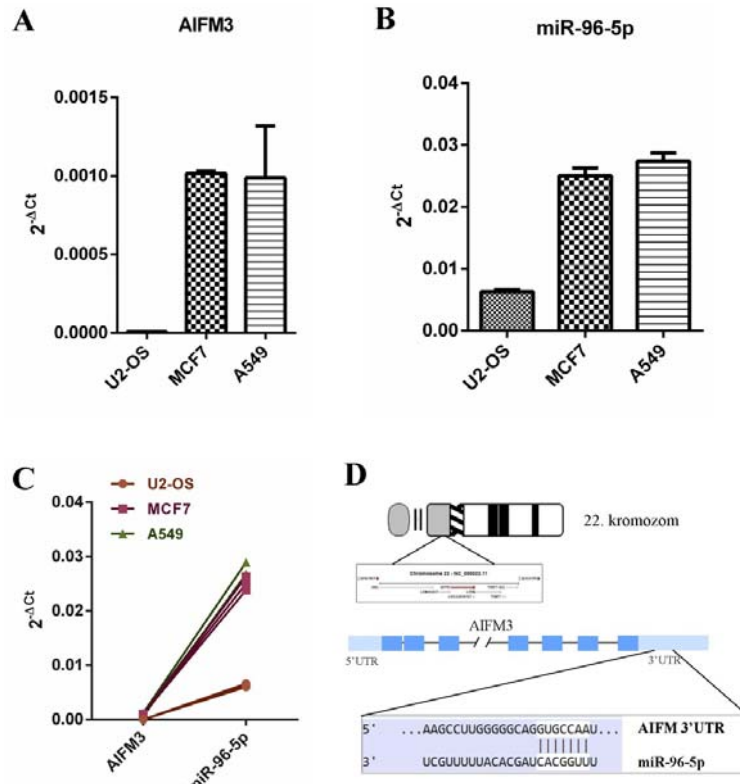 A
AIFM3
2^-ΔCt
0.0015
0.0010
0.0005
0.0000
U2-OS
MCF7
A549
B
miR-96-5p
2^-ΔCt
0.04
0.03
0.02
0.01
0.00
U2-OS
MCF7
A549
C
U2-OS
MCF7
A549
2^-ΔCt
0.04
0.03
0.02
0.01
0.00
AIFM3
miR-96-5p
D
22. kromozom
AIFM3
5'UTR
3'UTR
5' ...AAGCCUUGGGGGCAGGUGCCAAU... AIFM 3'UTR
3' UCGUUUUUACACGAUCACGGUUU miR-96-5p